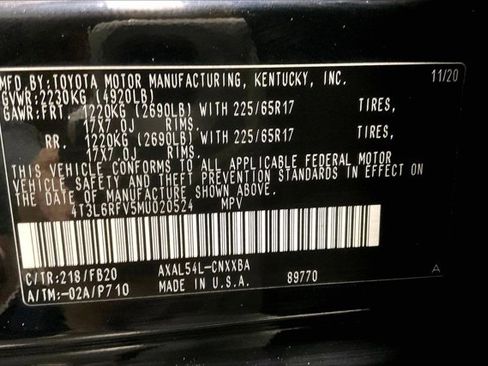 MFD.BY:TOYOTA MOTOR MANUFACTURING, KENTUCKY, INC. 11/20
GVWR:2230KG (4920LB)
GAWR:FRT. 1220KG (2690LB) WITH 225/65R17 TIRES,
17X7.0J RIMS.
RR. 1220KG (2690LB) WITH 225/65R17 TIRES,
17X7.0J RIMS.
THIS VEHICLE CONFORMS TO ALL APPLICABLE FEDERAL MOTOR
VEHICLE SAFETY AND THEFT PREVENTION STANDARDS IN EFFECT ON
THE DATE OF MANUFACTURE SHOWN ABOVE.
4T3L6RFV5MU020524 MPV
C/TR:218/FB20 AXAL54L-CNXXBA A
A/TM:-02A/P710 MADE IN U.S.A. 89770